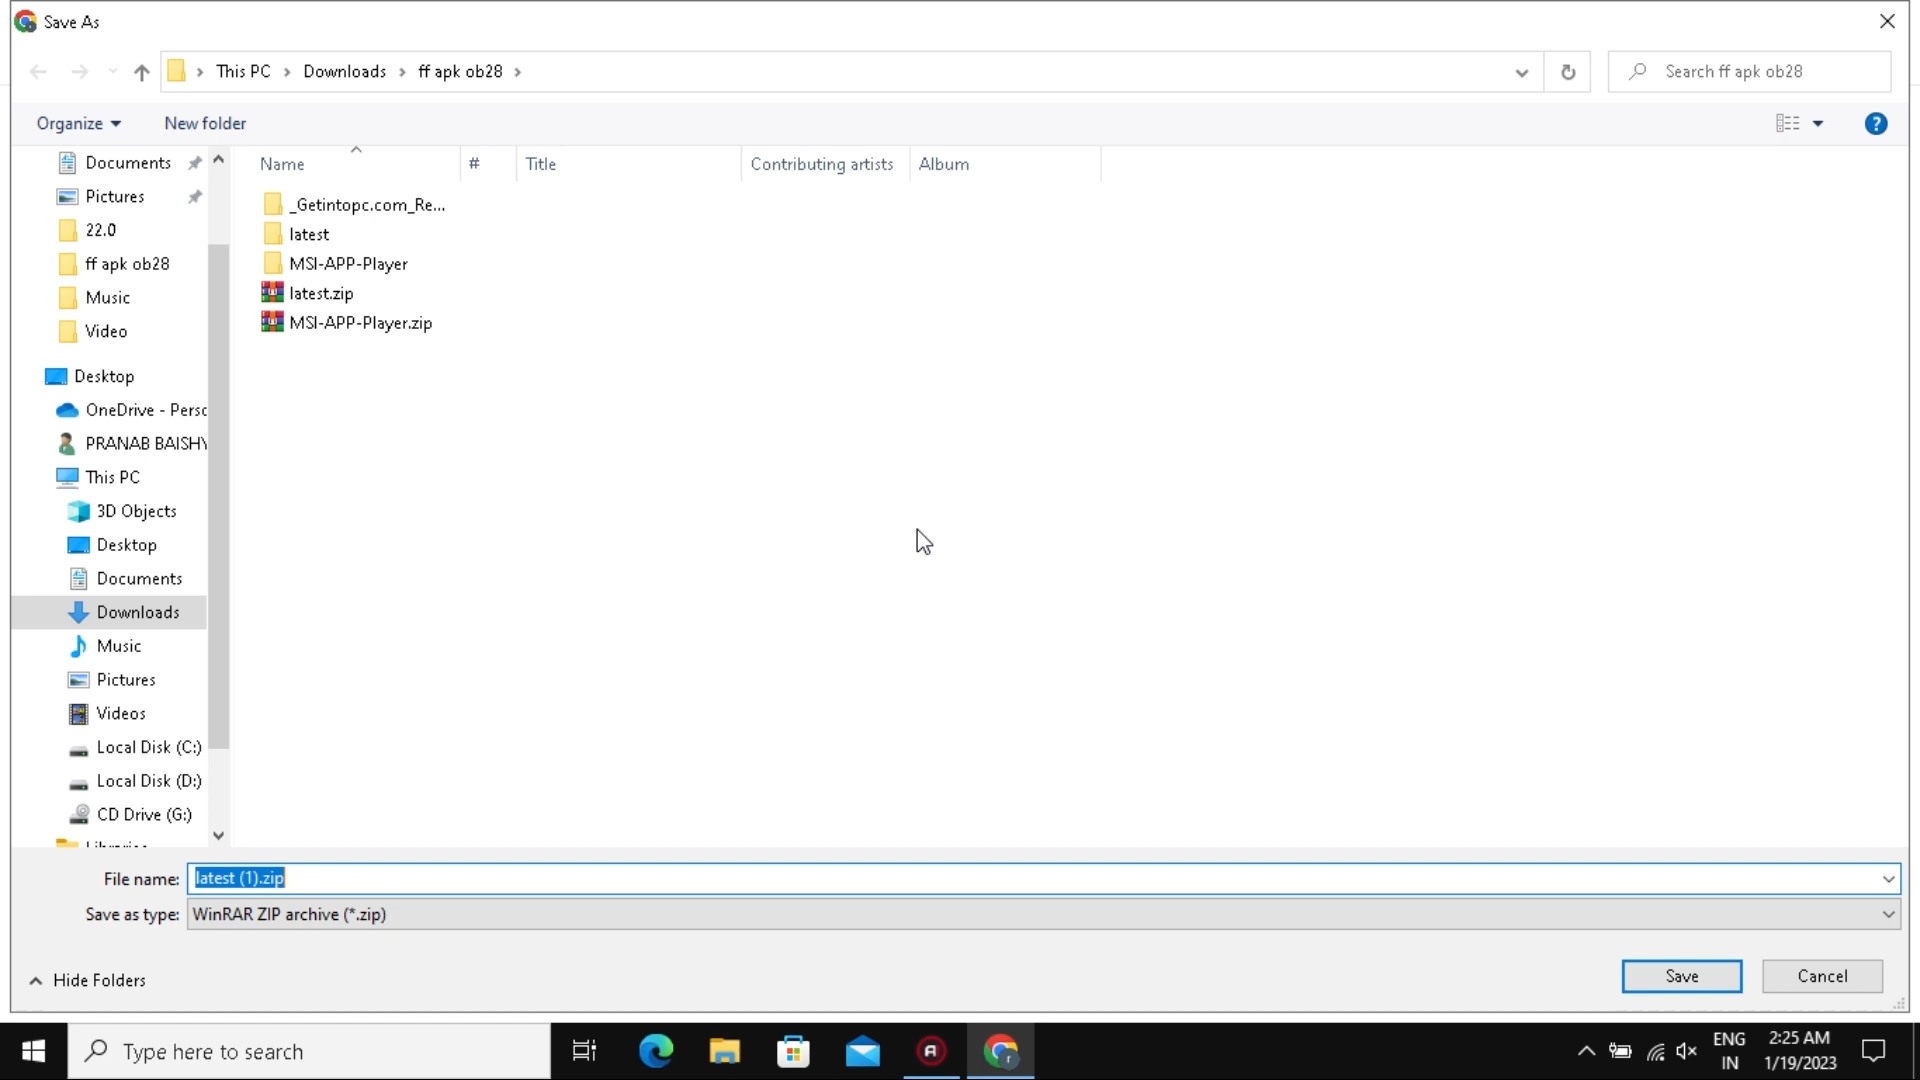 Save As
This PC
Downloads
ff apk ob28
Search ff apk ob28
Organize
New folder
?
Documents
Pictures
22.0
ff apk ob28
Music
Video
Desktop
OneDrive - Perso
PRANAB BAISHY
This PC
3D Objects
Desktop
Documents
Downloads
Music
Pictures
Videos
Local Disk (C:)
Local Disk (D:)
CD Drive (G:)
Name
#
Title
Contributing artists
Album
_Getintopc.com_Re...
latest
MSI-APP-Player
latest.zip
MSI-APP-Player.zip
File name: latest (1).zip
Save as type: WinRAR ZIP archive (*.zip)
Hide Folders
Save
Cancel
Type here to search
ENG
IN
2:25 AM
1/19/2023